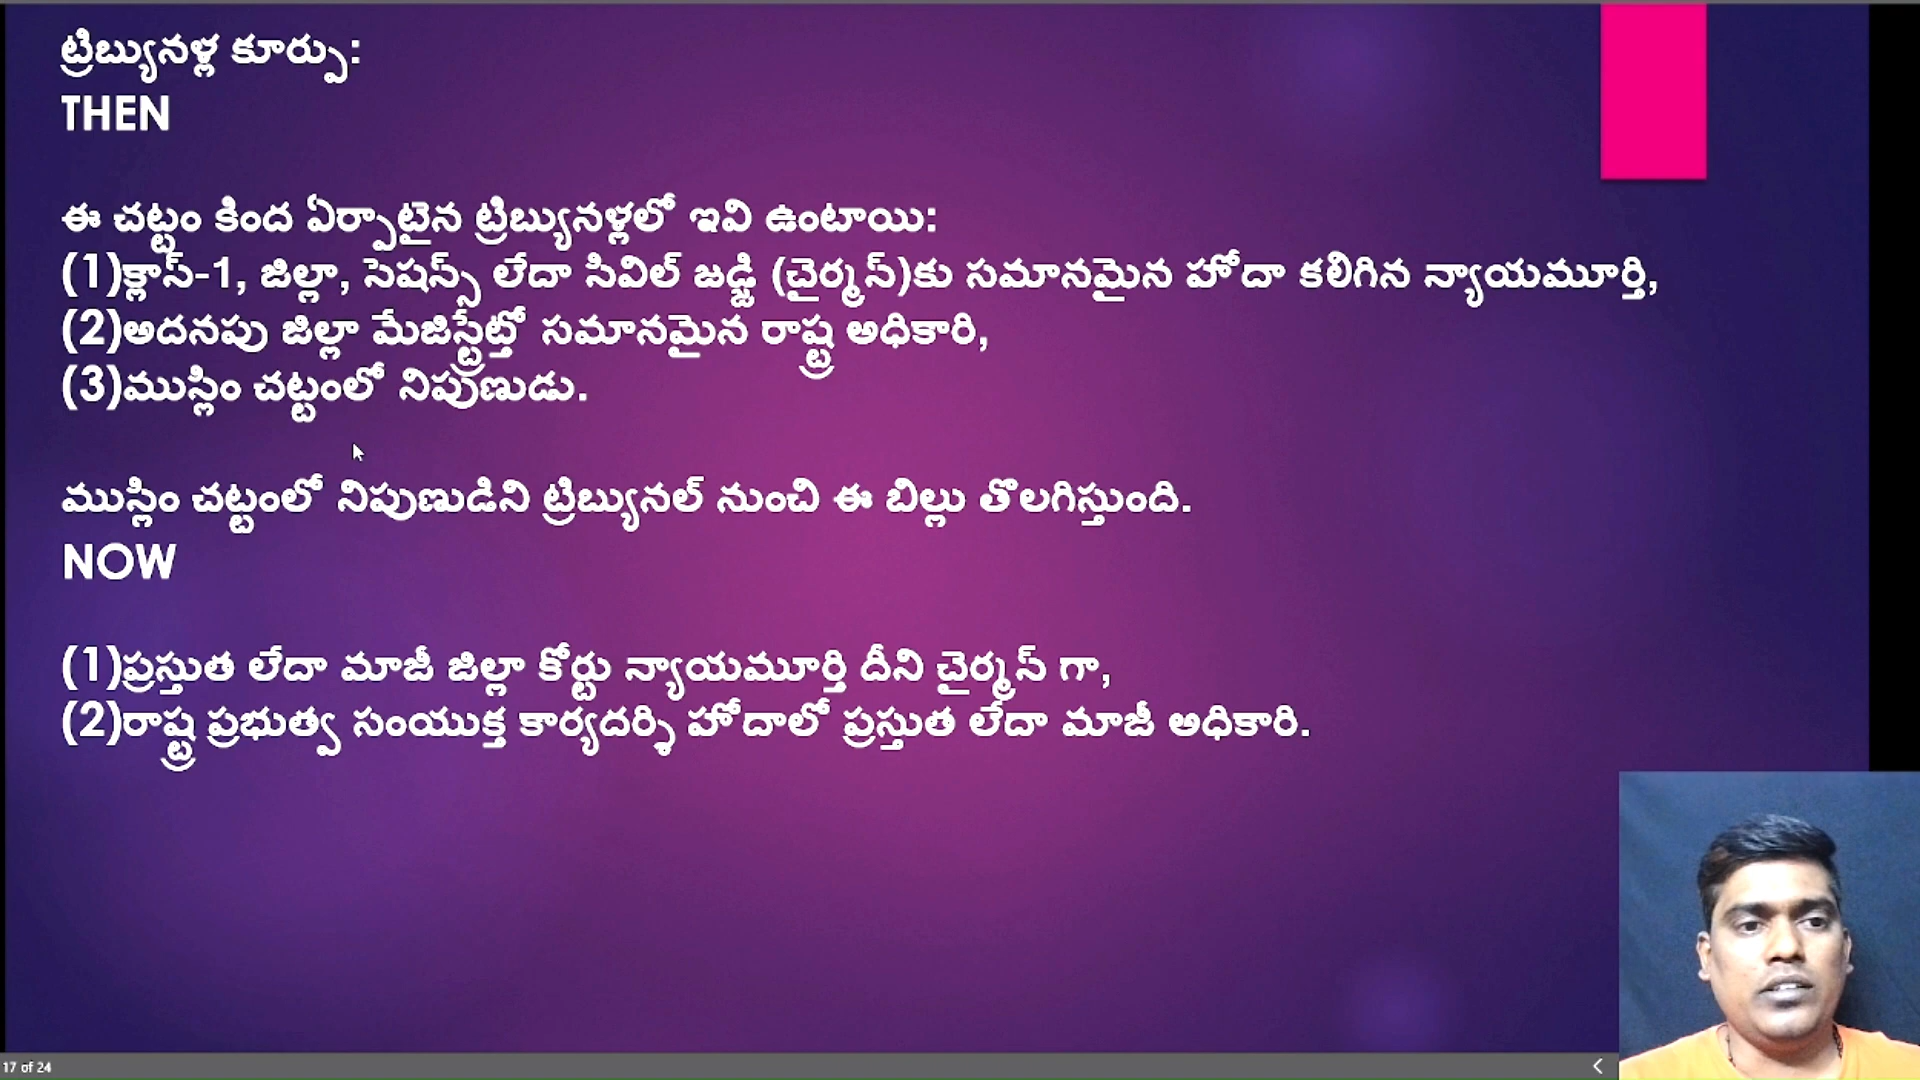 ట్రిబ్యునళ్ల కూర్పు:
THEN
ఈ చట్టం కింద ఏర్పాటైన ట్రిబ్యునళ్లలో ఇవి ఉంటాయి:
(1)క్లాస్-1, జిల్లా, సెషన్స్ లేదా సివిల్ జడ్జి (చైర్మన్)కు సమానమైన హోదా కలిగిన న్యాయమూర్తి,
(2)అదనపు జిల్లా మేజిస్ట్రేట్తో సమానమైన రాష్ట్ర అధికారి,
(3)ముస్లిం చట్టంలో నిపుణుడు.
ముస్లిం చట్టంలో నిపుణుడిని ట్రిబ్యునల్ నుంచి ఈ బిల్లు తొలగిస్తుంది.
NOW
(1)ప్రస్తుత లేదా మాజీ జిల్లా కోర్టు న్యాయమూర్తి దీని చైర్మన్ గా,
(2)రాష్ట్ర ప్రభుత్వ సంయుక్త కార్యదర్శి హోదాలో ప్రస్తుత లేదా మాజీ అధికారి.
17 of 24